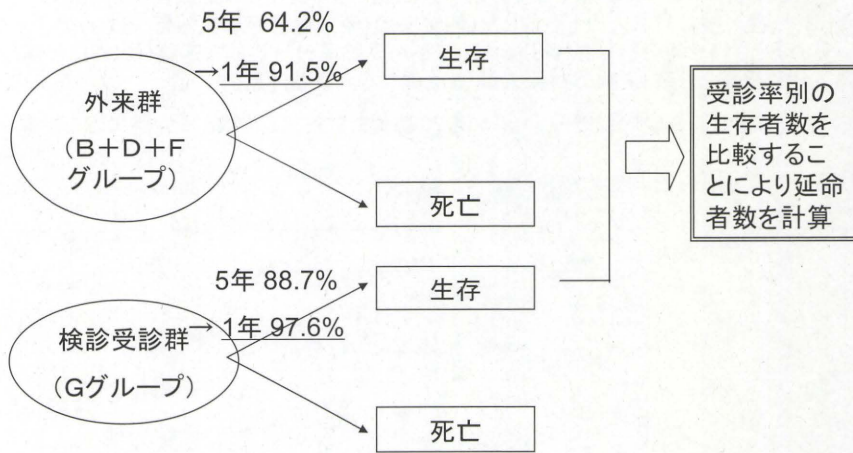 5年 64.2%
→1年 91.5%
外来群
（B＋D＋F
グループ）
生存
死亡
5年 88.7%
→1年 97.6%
検診受診群
（Gグループ）
生存
死亡
受診率別の
生存者数を
比較するこ
とにより延命
者数を計算